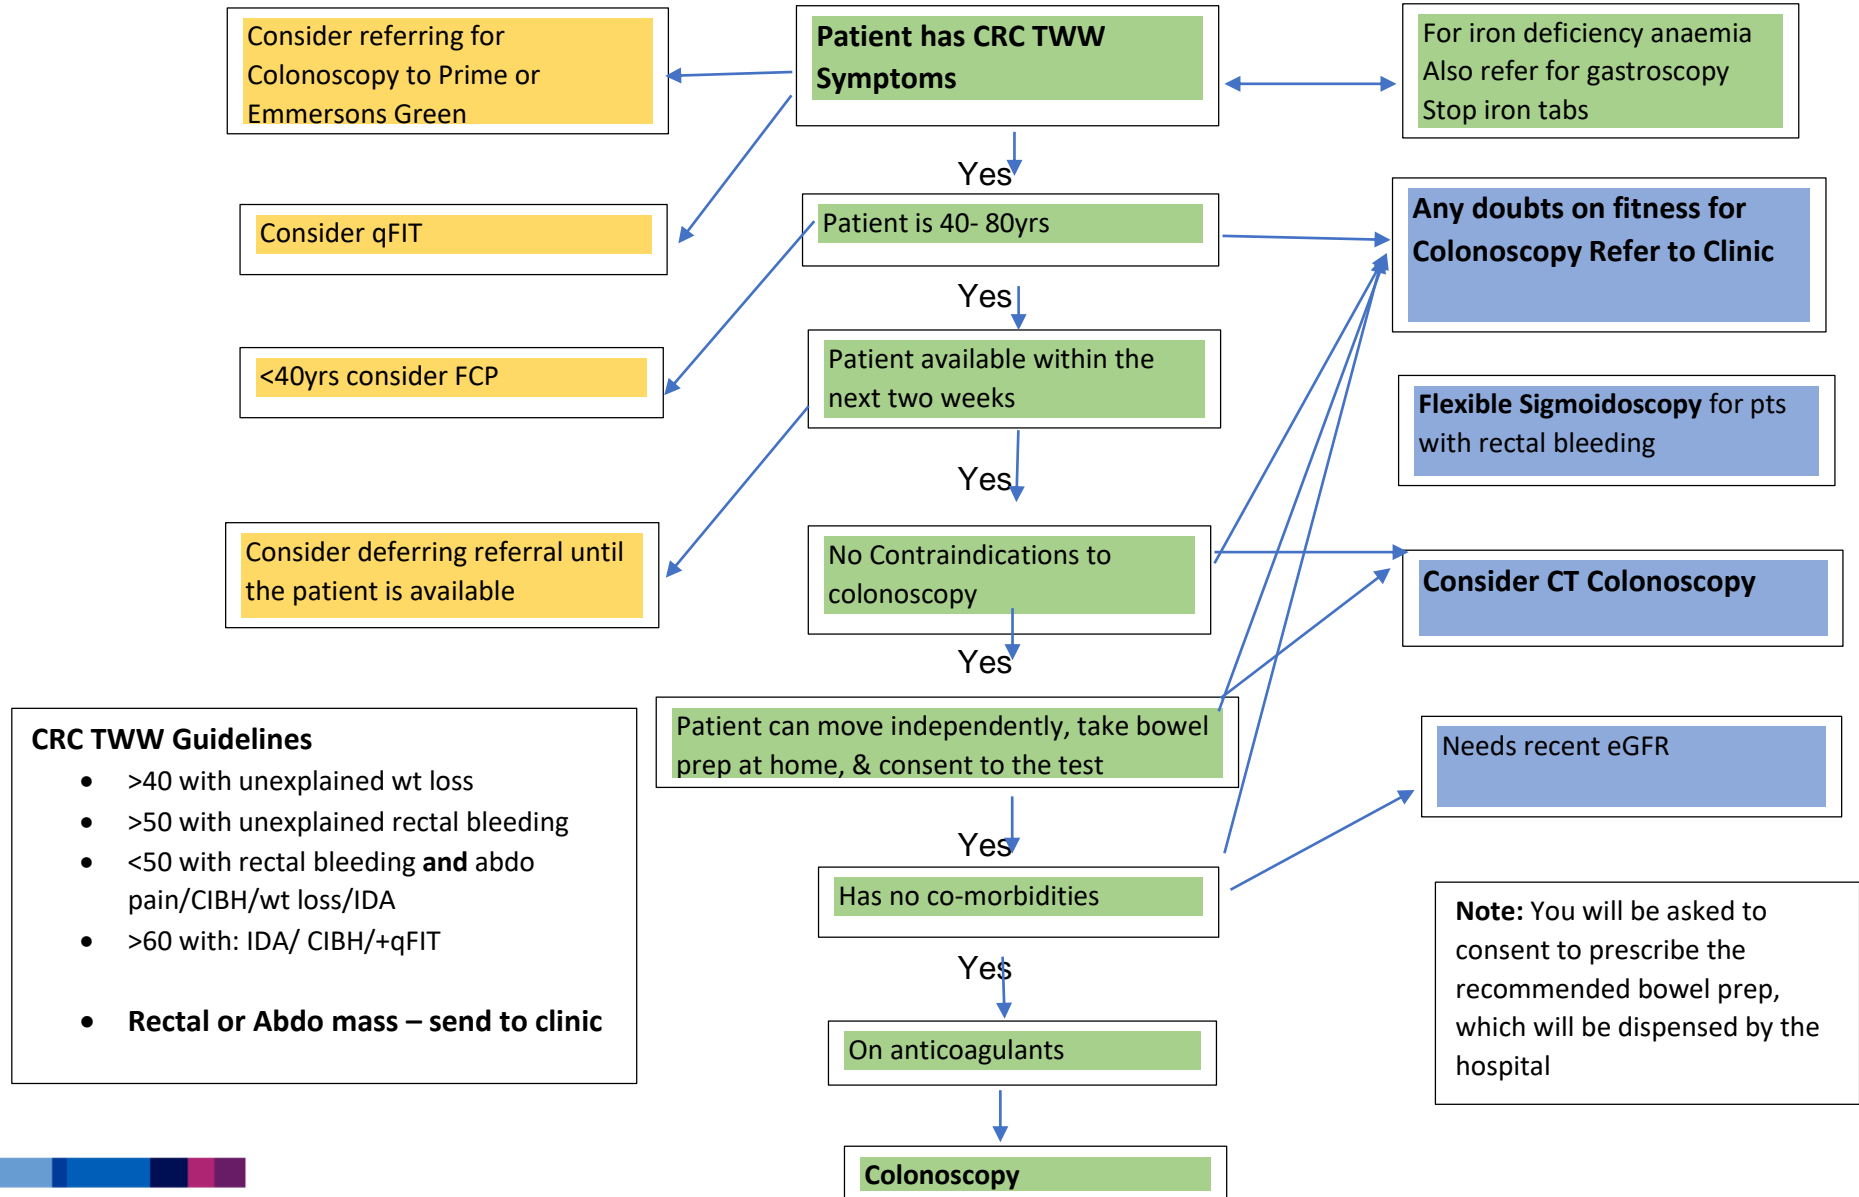 Consider referring for
Colonoscopy to Prime or
Emmersons Green
Patient has CRC TWW
Symptoms
For iron deficiency anaemia
Also refer for gastroscopy
Stop iron tabs
Yes
Consider qFIT
Patient is 40- 80yrs
Any doubts on fitness for
Colonoscopy Refer to Clinic
Yes
<40yrs consider FCP
Patient available within the
next two weeks
Flexible Sigmoidoscopy for pts
with rectal bleeding
Yes
Consider deferring referral until
the patient is available
No Contraindications to
colonoscopy
Consider CT Colonoscopy
Yes
Patient can move independently, take bowel
prep at home, & consent to the test
Needs recent eGFR
CRC TWW Guidelines
• >40 with unexplained wt loss
• >50 with unexplained rectal bleeding
• <50 with rectal bleeding and abdo
pain/CIBH/wt loss/IDA
• >60 with: IDA/ CIBH/+qFIT
• Rectal or Abdo mass – send to clinic
Yes
Has no co-morbidities
Note: You will be asked to
consent to prescribe the
recommended bowel prep,
which will be dispensed by the
hospital
Yes
On anticoagulants
Colonoscopy